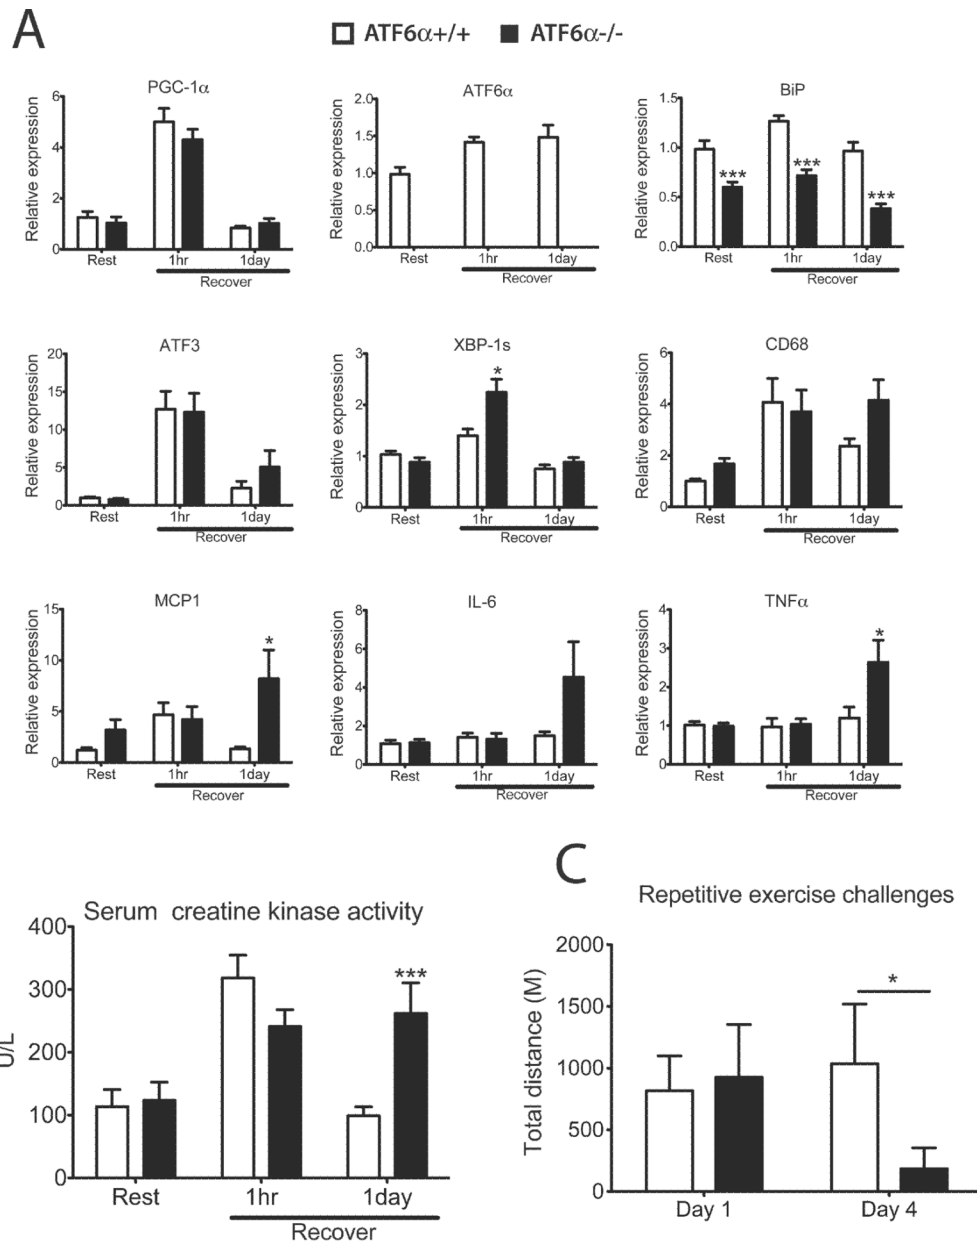 A
ATF6α+/+ ATF6α-/-
PGC-1α
Relative expression
6
4
2
0
Rest 1hr 1day
Recover
ATF6α
Relative expression
2.0
1.5
1.0
0.5
0.0
Rest 1hr 1day
Recover
BiP
Relative expression
1.5
1.0
0.5
0.0
*** *** ***
Rest 1hr 1day
Recover
ATF3
Relative expression
20
15
10
5
0
Rest 1hr 1day
Recover
XBP-1s
Relative expression
3
2
1
0
*
Rest 1hr 1day
Recover
CD68
Relative expression
6
4
2
0
Rest 1hr 1day
Recover
MCP1
Relative expression
15
10
5
0
*
Rest 1hr 1day
Recover
IL-6
Relative expression
8
6
4
2
0
Rest 1hr 1day
Recover
TNFα
Relative expression
4
3
2
1
0
*
Rest 1hr 1day
Recover
Serum creatine kinase activity
U/L
400
300
200
100
0
***
Rest 1hr 1day
Recover
C
Repetitive exercise challenges
Total distance (M)
2000
1500
1000
500
0
*
Day 1 Day 4